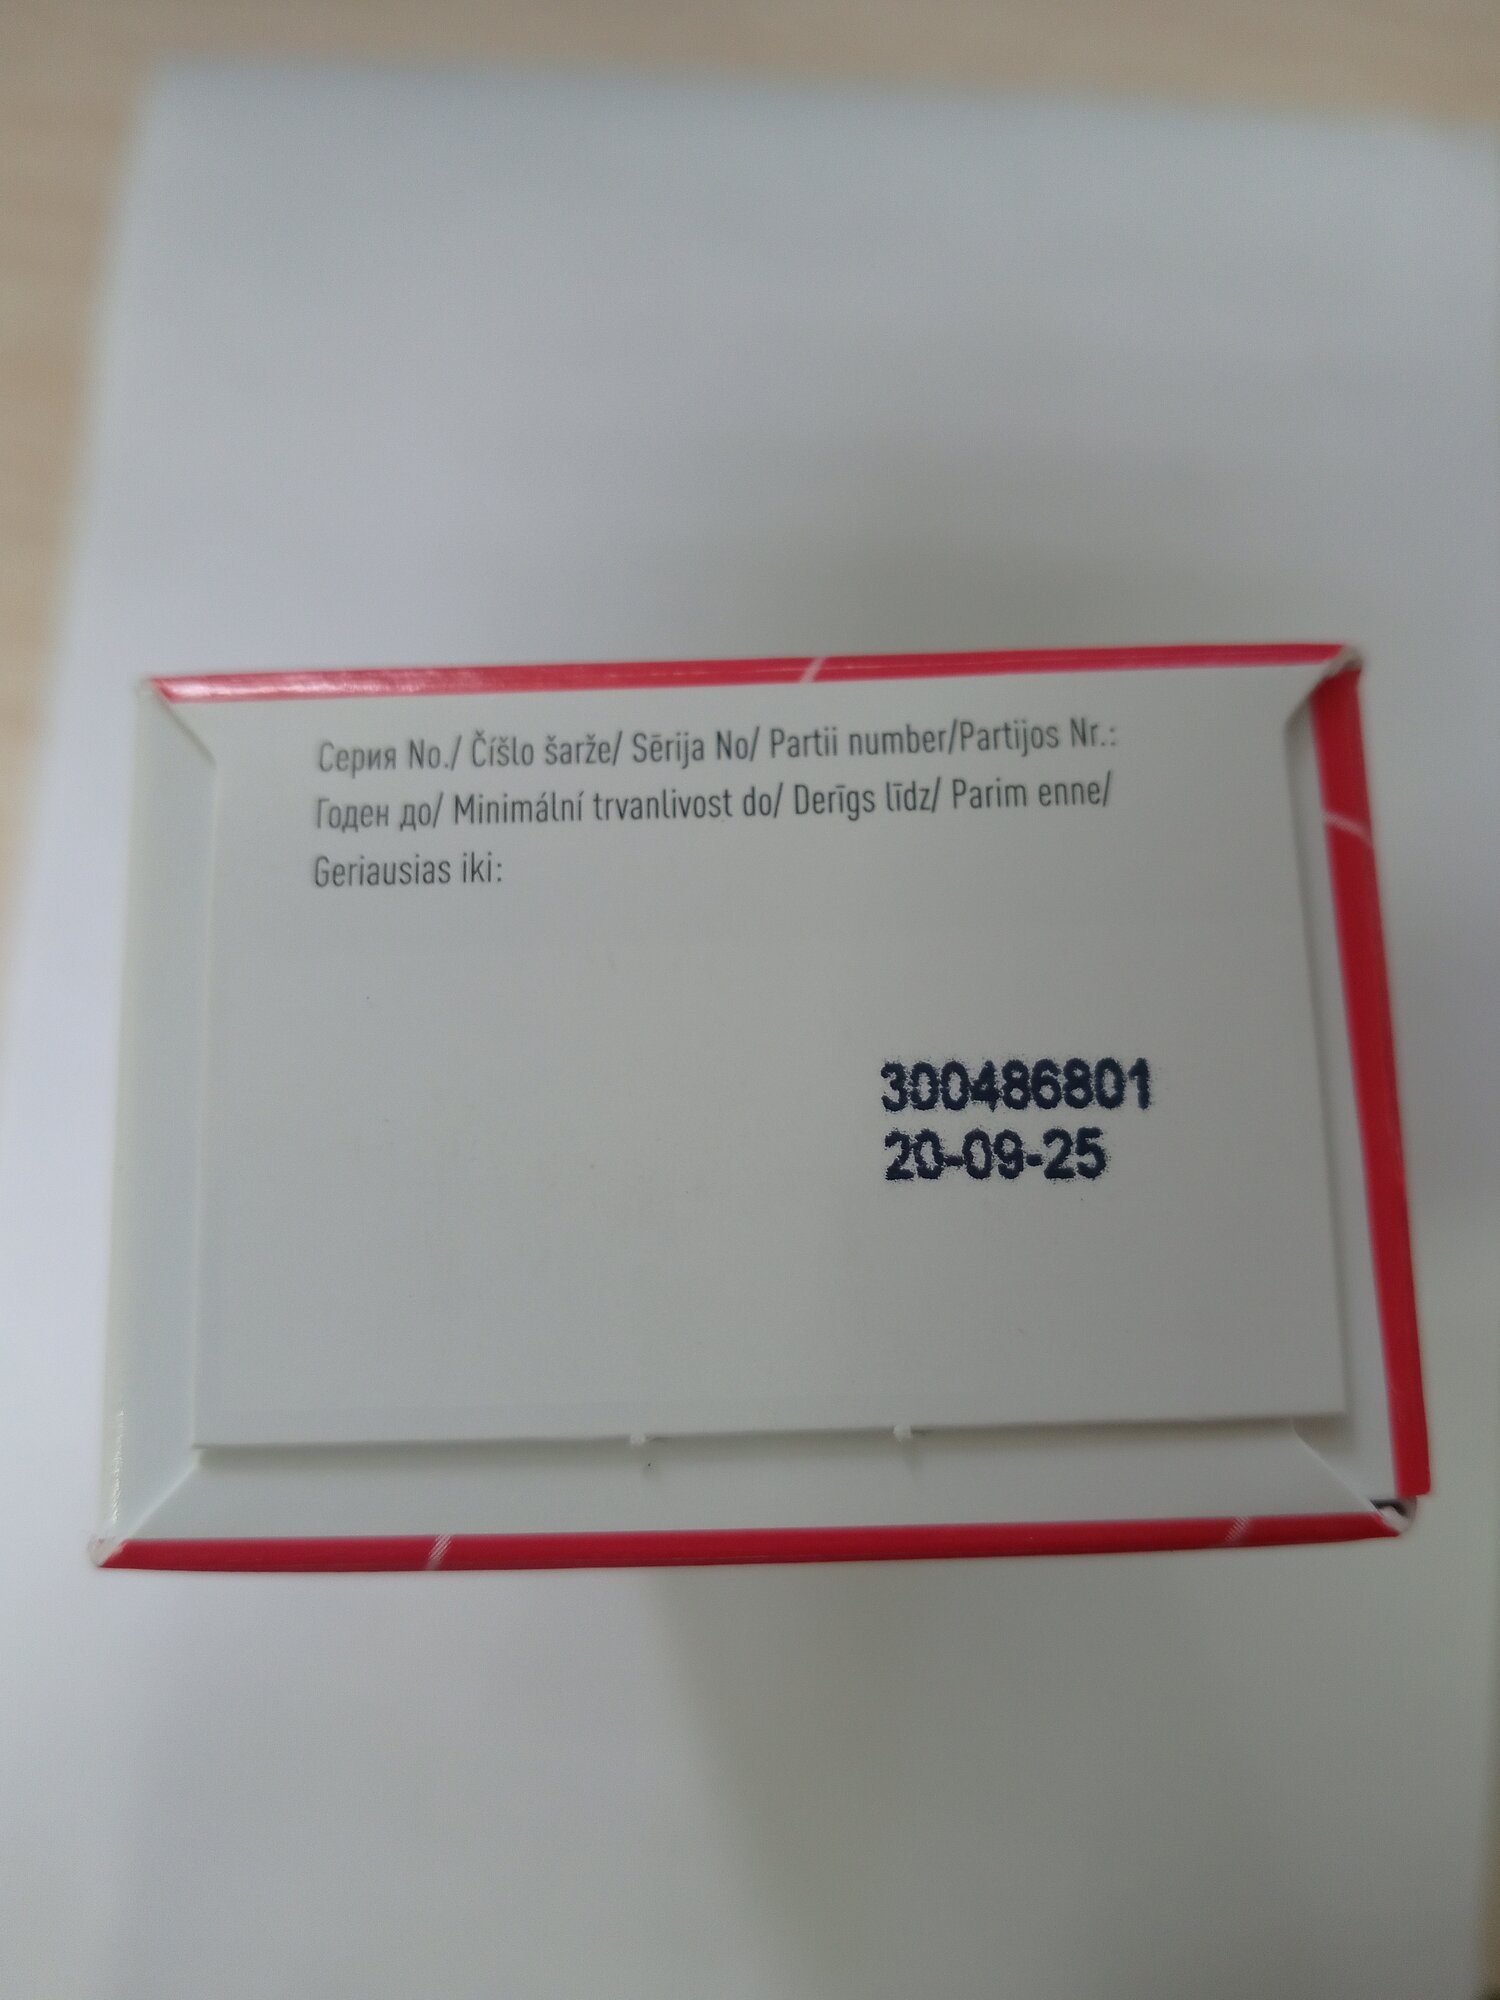 Серия No./ Číšlo šarže/ Sērija No/ Partii number/Partijos Nr.:
Годен до/ Minimální trvanlivost do/ Derīgs līdz/ Parim enne/
Geriausias iki:
300486801
20-09-25